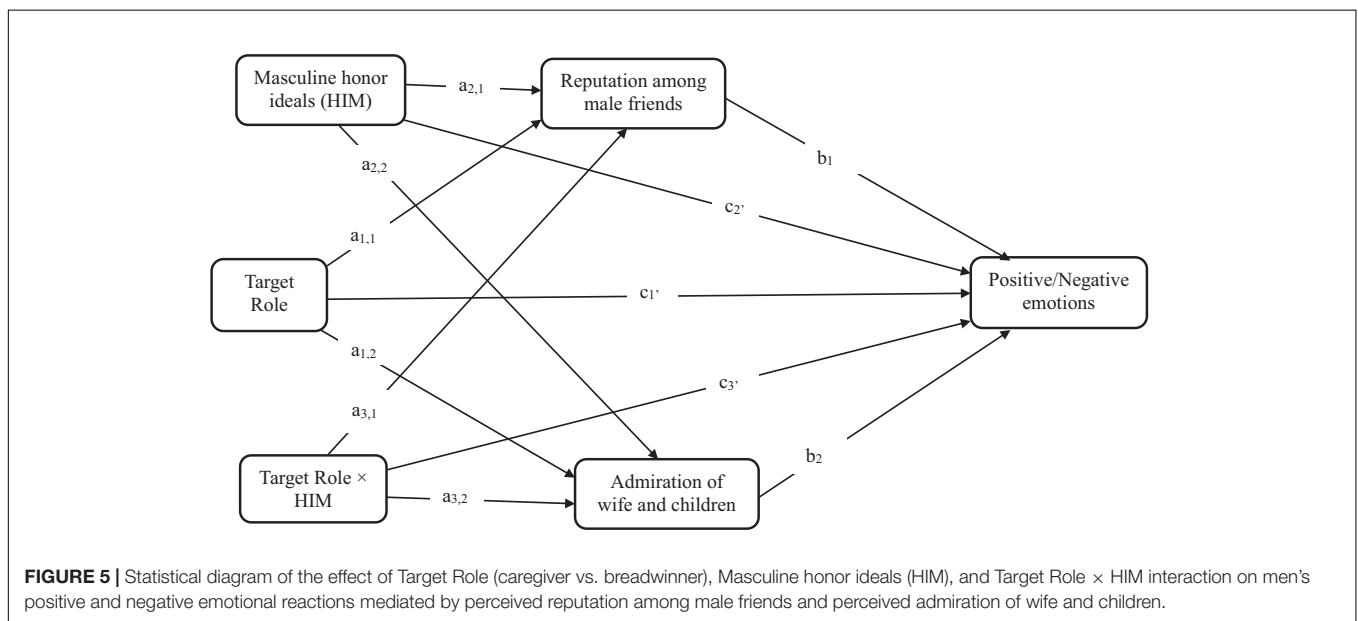 Masculine honor
ideals (HIM)
a2,1
Reputation among
male friends
a2,2
b1
c2'
a1,1
Target
Role
c1'
Positive/Negative
emotions
a1,2
c3'
a3,1
b2
Target Role ×
HIM
a3,2
Admiration of
wife and children
FIGURE 5 | Statistical diagram of the effect of Target Role (caregiver vs. breadwinner), Masculine honor ideals (HIM), and Target Role × HIM interaction on men's
positive and negative emotional reactions mediated by perceived reputation among male friends and perceived admiration of wife and children.